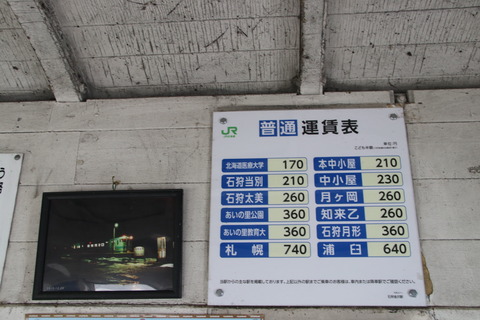 JR
普通 運賃表
単位:円
北海道医療大学 170
石狩当別 210
石狩太美 260
あいの里公園 360
あいの里教育大 360
札幌 740
本中小屋 210
中小屋 230
月ヶ岡 260
知来乙 260
石狩月形 360
浦臼 640